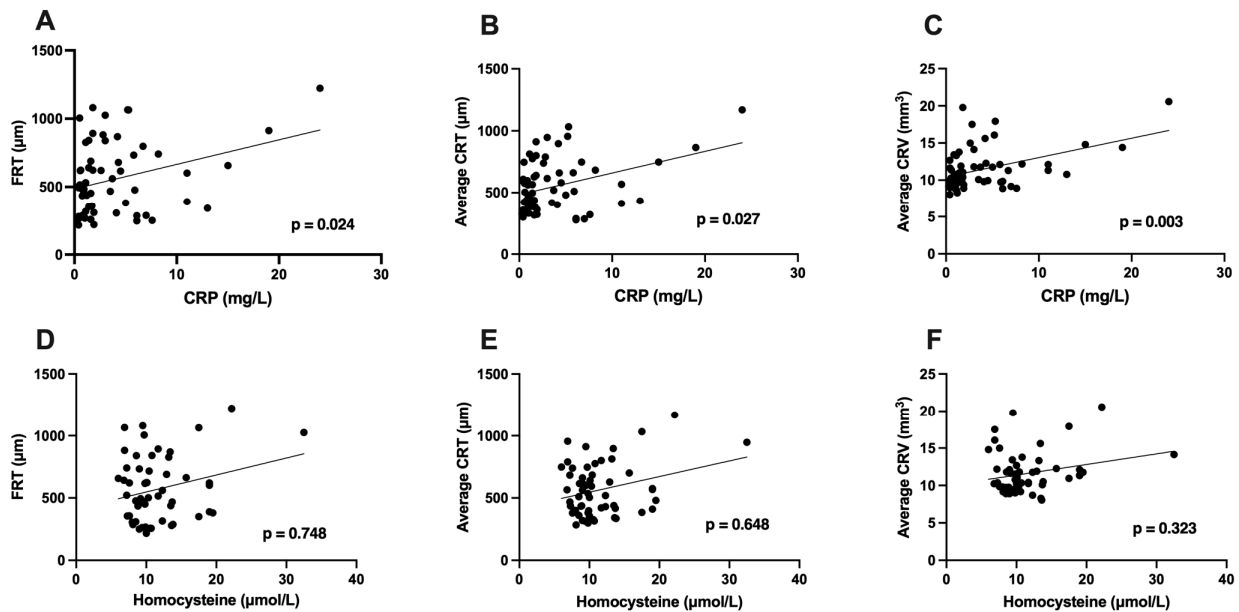 A
1500
1000
500
0
0 10 20 30
FRT (µm)
CRP (mg/L)
p = 0.024
B
1500
1000
500
0
0 10 20 30
Average CRT (µm)
CRP (mg/L)
p = 0.027
C
25
20
15
10
5
0
0 10 20 30
Average CRV (mm³)
CRP (mg/L)
p = 0.003
D
1500
1000
500
0
0 10 20 30 40
FRT (µm)
Homocysteine (µmol/L)
p = 0.748
E
1500
1000
500
0
0 10 20 30 40
Average CRT (µm)
Homocysteine (µmol/L)
p = 0.648
F
25
20
15
10
5
0
0 10 20 30 40
Average CRV (mm³)
Homocysteine (µmol/L)
p = 0.323